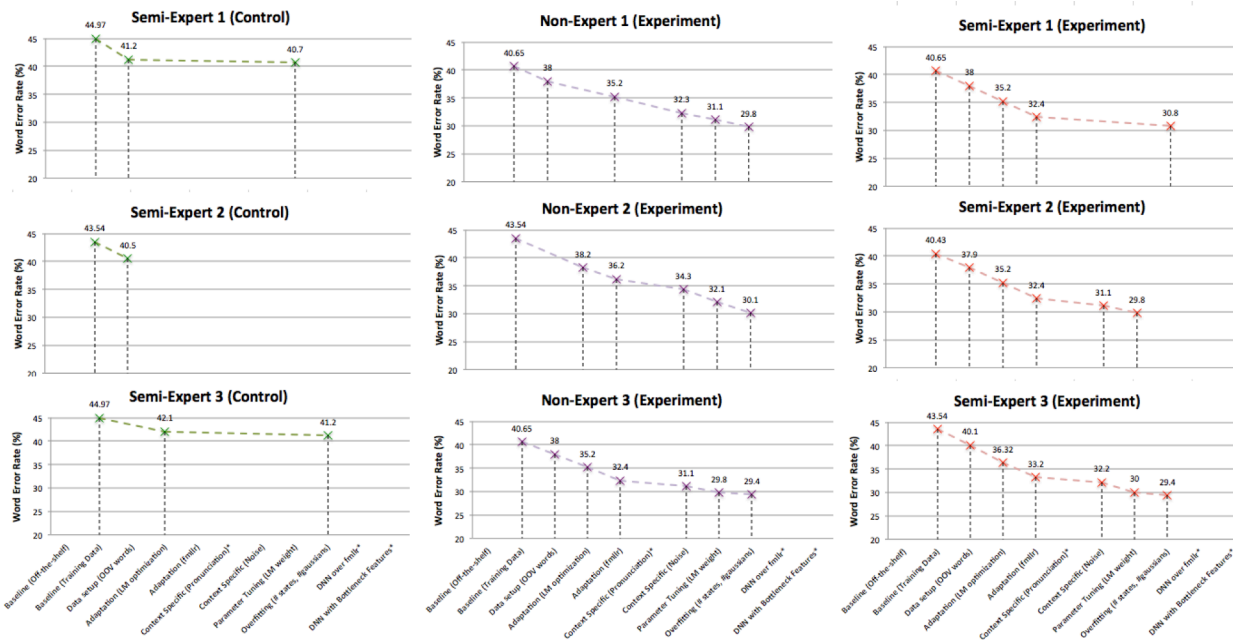 Semi-Expert 1 (Control)
Word Error Rate (%)
45
40
35
30
25
20
44.97
41.2
40.7
Non-Expert 1 (Experiment)
Word Error Rate (%)
45
40
35
30
25
20
40.65
38
35.2
32.3
31.1
29.8
Semi-Expert 1 (Experiment)
Word Error Rate (%)
45
40
35
30
25
20
40.65
38
35.2
32.4
30.8
Semi-Expert 2 (Control)
Word Error Rate (%)
45
40
35
30
25
20
43.54
40.5
Non-Expert 2 (Experiment)
Word Error Rate (%)
45
40
35
30
25
20
43.54
38.2
36.2
34.3
32.1
30.1
Semi-Expert 2 (Experiment)
Word Error Rate (%)
45
40
35
30
25
20
40.43
37.9
35.2
32.4
31.1
29.8
Semi-Expert 3 (Control)
Word Error Rate (%)
45
40
35
30
25
20
44.97
42.1
41.2
Baseline (Off-the-shelf)
Baseline (Training Data)
Data setup (OOV words)
Adaptation (LM optimization)
Adaptation (fmllr)
Context Specific (Pronunciation)*
Context Specific (Noise)
Parameter Tuning (LM weight)
Overfitting (# states, #gaussians)
DNN over fmllr*
DNN with Bottleneck Features*
Non-Expert 3 (Experiment)
Word Error Rate (%)
45
40
35
30
25
20
40.65
38
35.2
32.4
31.1
29.8
29.4
Baseline (Off-the-shelf)
Baseline (Training Data)
Data setup (OOV words)
Adaptation (LM optimization)
Adaptation (fmllr)
Context Specific (Pronunciation)*
Context Specific (Noise)
Parameter Tuning (LM weight)
Overfitting (# states, #gaussians)
DNN over fmllr*
DNN with Bottleneck Features*
Semi-Expert 3 (Experiment)
Word Error Rate (%)
45
40
35
30
25
20
43.54
40.1
36.32
33.2
32.2
30
29.4
Baseline (Off-the-shelf)
Baseline (Training Data)
Data setup (OOV words)
Adaptation (LM optimization)
Adaptation (fmllr)
Context Specific (Pronunciation)*
Context Specific (Noise)
Parameter Tuning (LM weight)
Overfitting (# states, #gaussians)
DNN over fmllr*
DNN with Bottleneck Features*